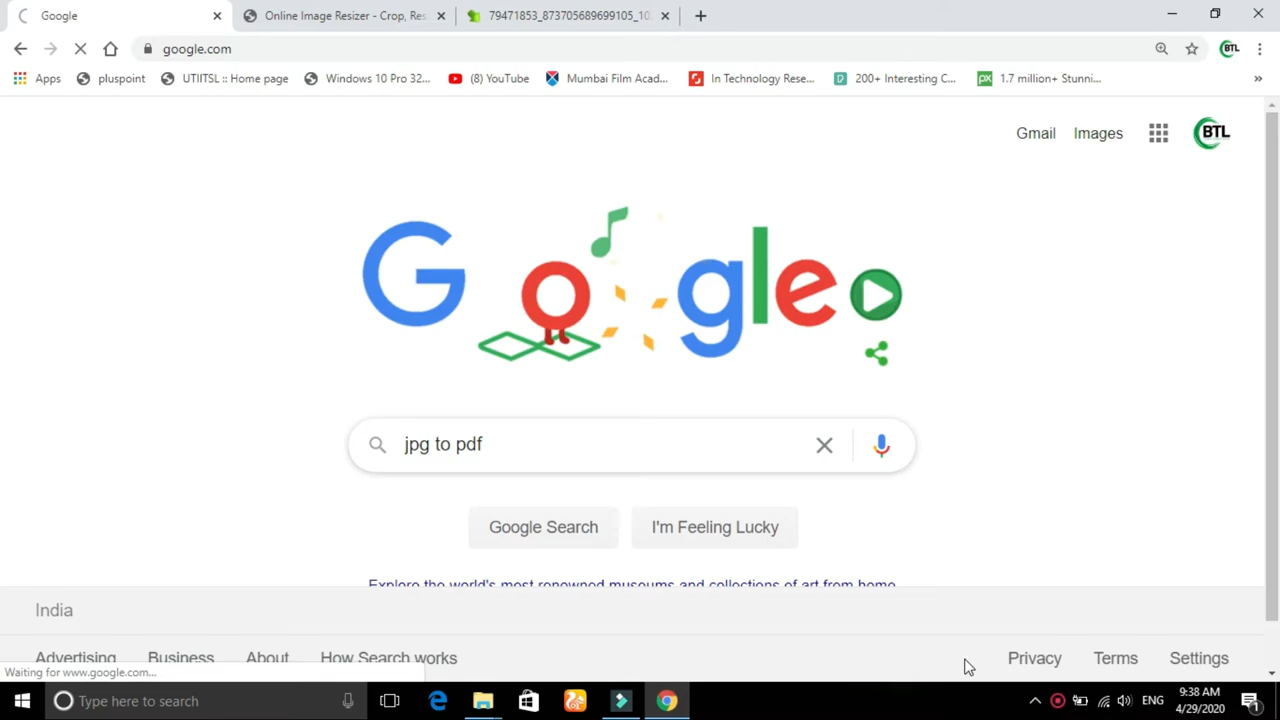 Google
Online Image Resizer - Crop, Res
79471853_873705689699105_10
google.com
BTL
Apps
pluspoint
UTIITSL :: Home page
Windows 10 Pro 32...
(8) YouTube
Mumbai Film Acad...
In Technology Rese...
200+ Interesting C...
px
1.7 million+ Stunni...
»
Gmail
Images
BTL
G o gle
jpg to pdf
Google Search
I'm Feeling Lucky
Explore the world's most renowned museums and collections of art from home
India
Advertising
Business
About
How Search works
Privacy
Terms
Settings
Waiting for www.google.com...
Type here to search
ENG
9:38 AM
4/29/2020
1